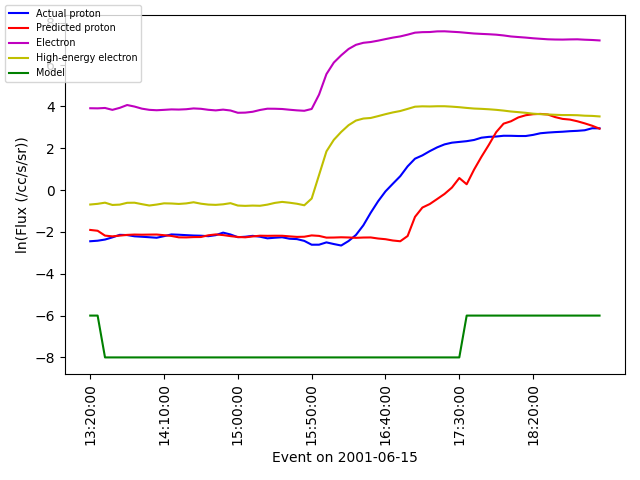 Actual proton
Predicted proton
Electron
High-energy electron
Model
4
2
0
−2
−4
−6
−8
ln(Flux (/cc/s/sr))
13:20:00
14:10:00
15:00:00
15:50:00
16:40:00
17:30:00
18:20:00
Event on 2001-06-15